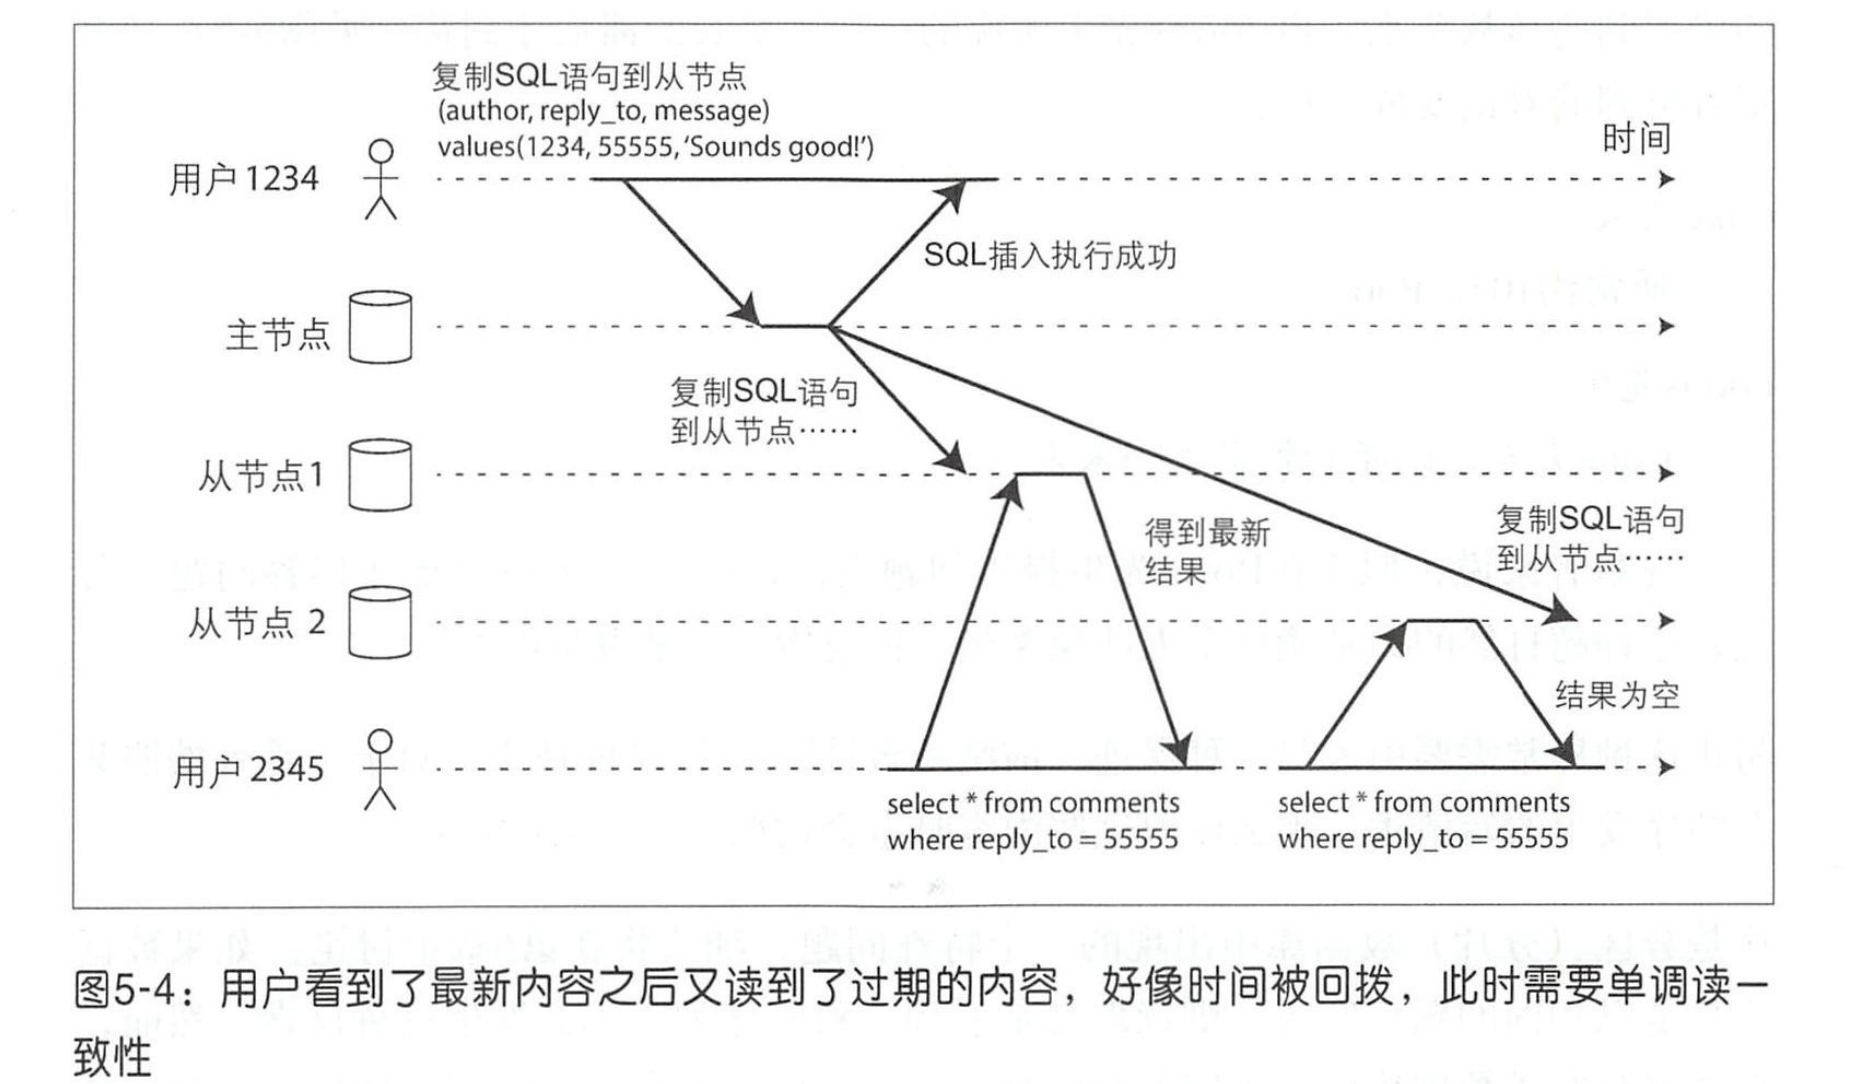 复制SQL语句到从节点
(author, reply_to, message)
values(1234, 55555, ‘Sounds good!’)
时间
用户 1234
SQL插入执行成功
主节点
复制SQL语句
到从节点……
从节点1
得到最新
结果
复制SQL语句
到从节点……
从节点 2
结果为空
用户 2345
select * from comments
where reply_to = 55555
select * from comments
where reply_to = 55555
图5-4：用户看到了最新内容之后又读到了过期的内容，好像时间被回拨，此时需要单调读一
致性